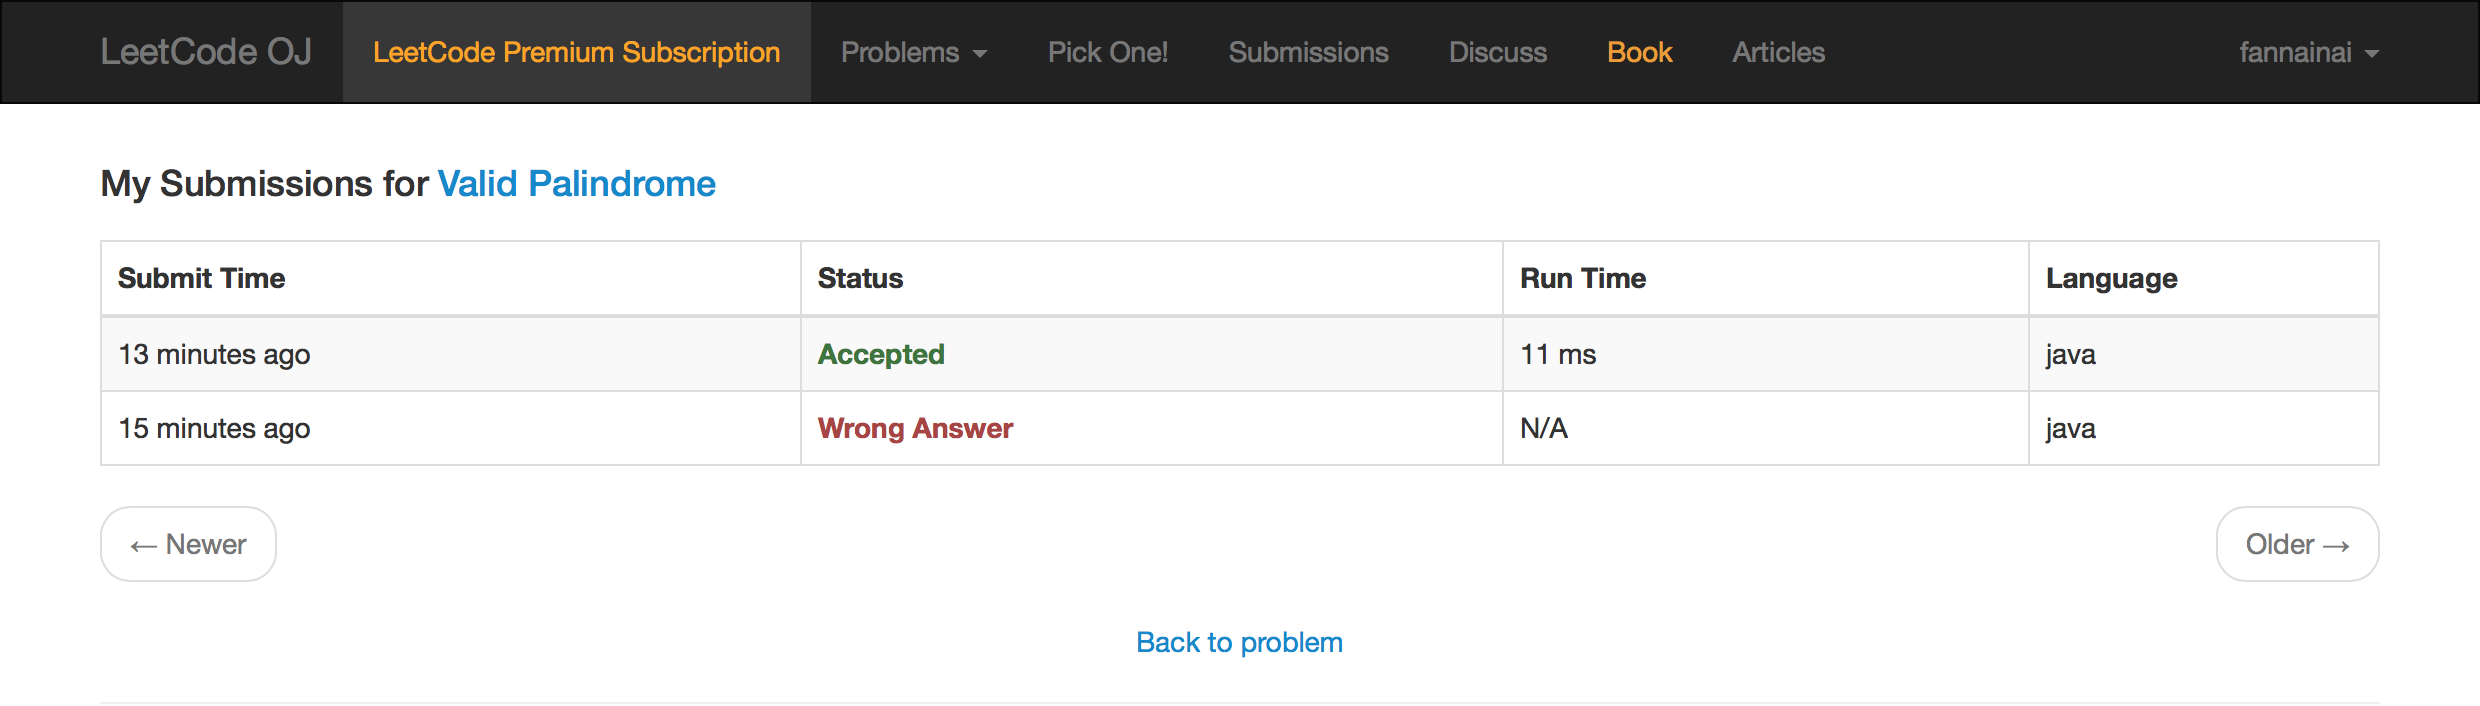 LeetCode OJ LeetCode Premium Subscription Problems Pick One! Submissions Discuss Book Articles fannainai
My Submissions for Valid Palindrome
Submit Time Status Run Time Language
13 minutes ago Accepted 11 ms java
15 minutes ago Wrong Answer N/A java
← Newer Older →
Back to problem